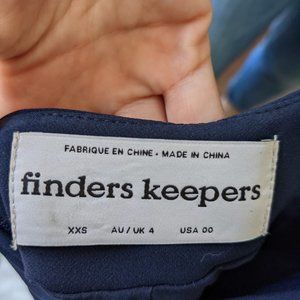 FABRIQUE EN CHINE • MADE IN CHINA
finders keepers
XXS AU / UK 4 USA 00